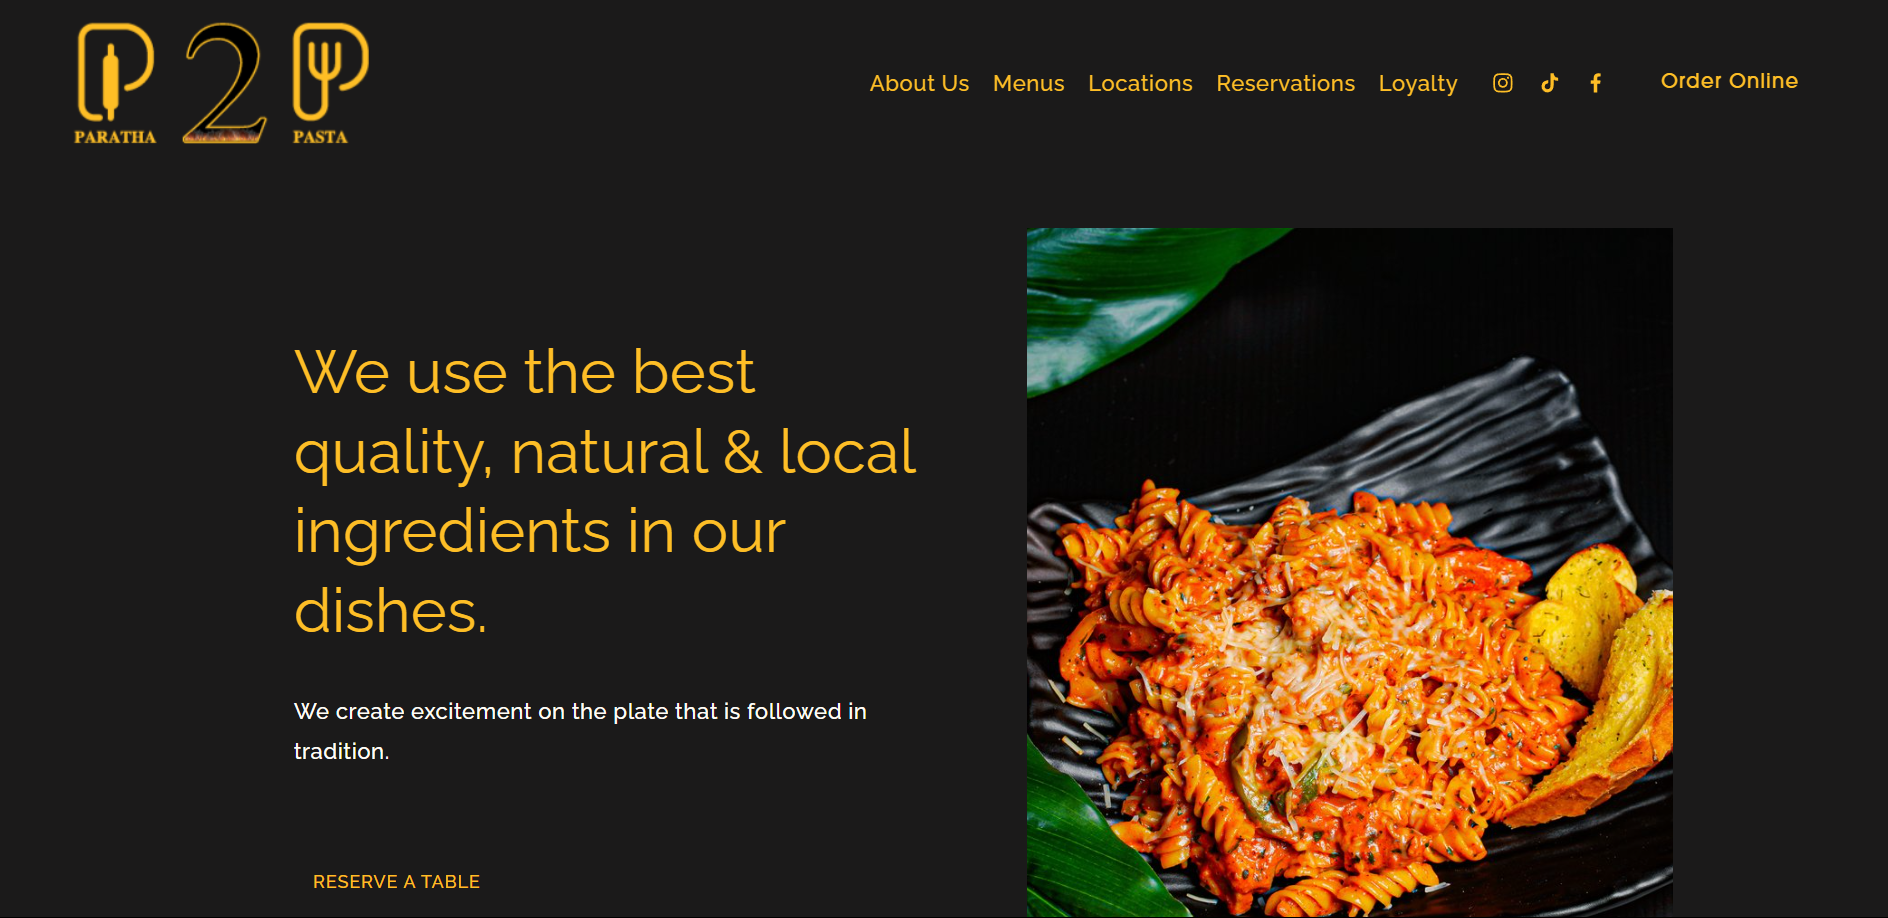 P 2 P
PARATHA PASTA
About Us Menus Locations Reservations Loyalty Order Online
We use the best
quality, natural & local
ingredients in our
dishes.
We create excitement on the plate that is followed in
tradition.
RESERVE A TABLE